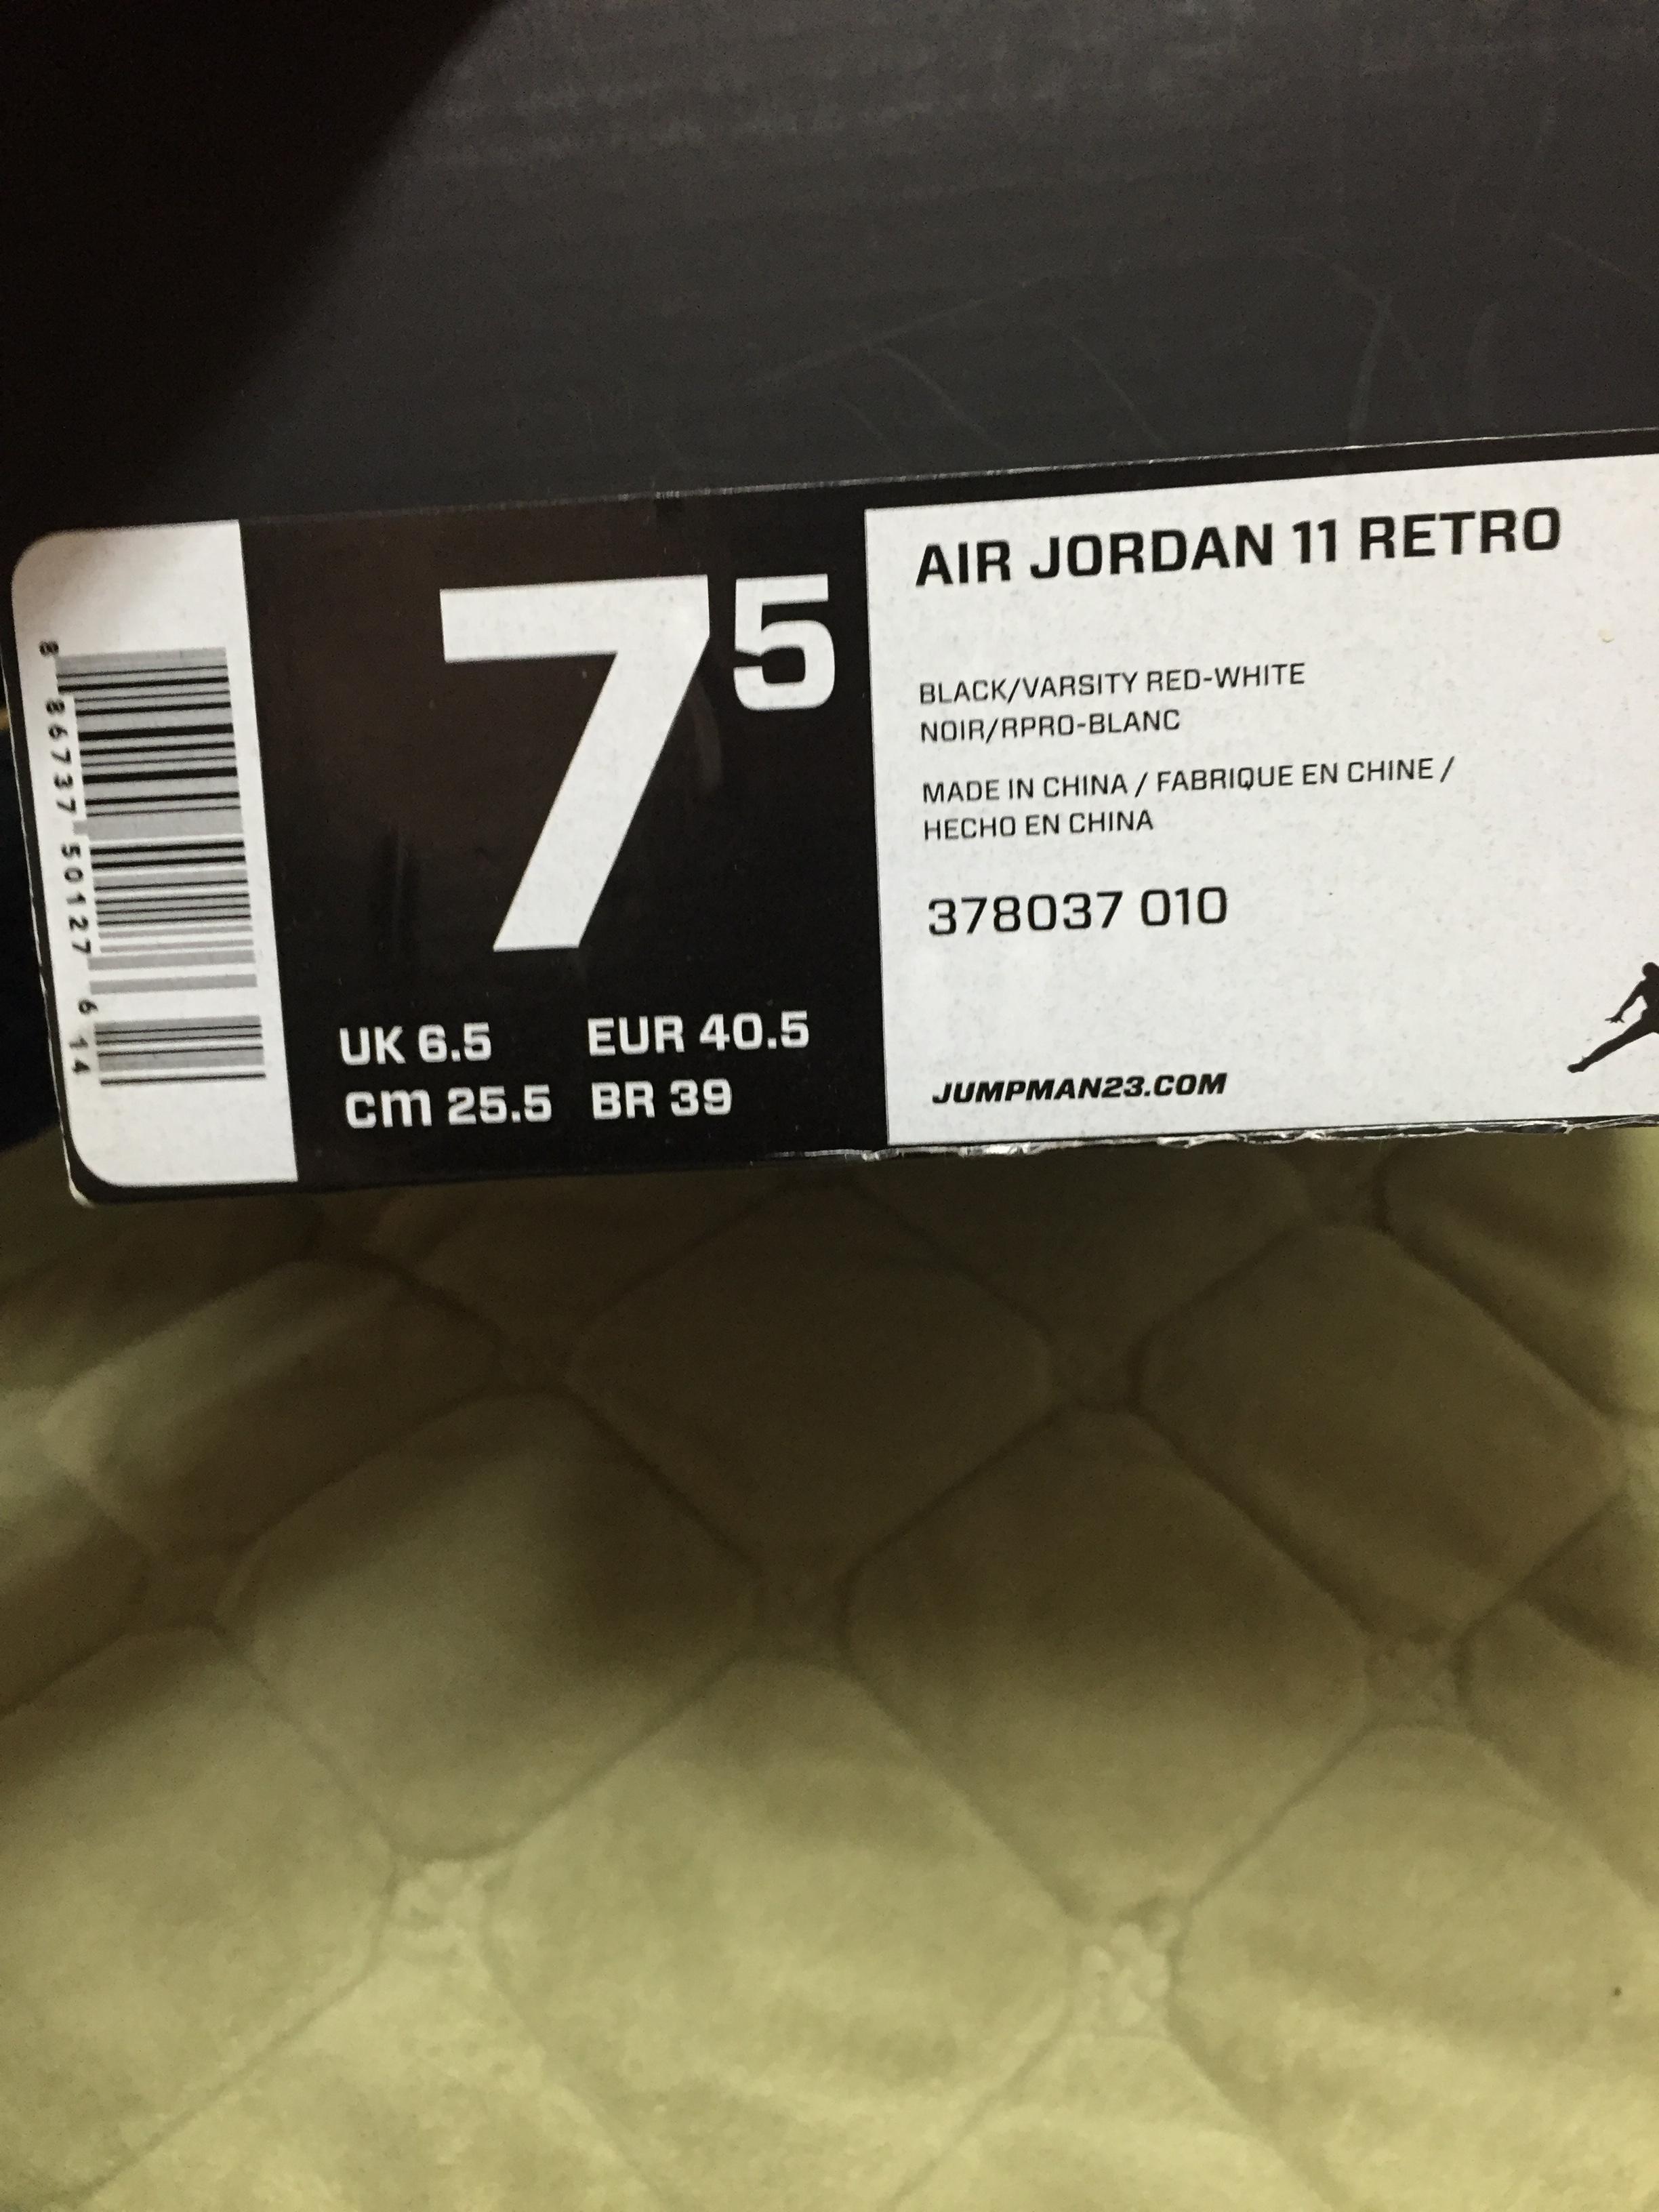 8 86737 50127 6 14
7 5
UK 6.5 EUR 40.5
cm 25.5 BR 39
AIR JORDAN 11 RETRO
BLACK/VARSITY RED-WHITE
NOIR/RPRO-BLANC
MADE IN CHINA / FABRIQUE EN CHINE /
HECHO EN CHINA
378037 010
JUMPMAN23.COM